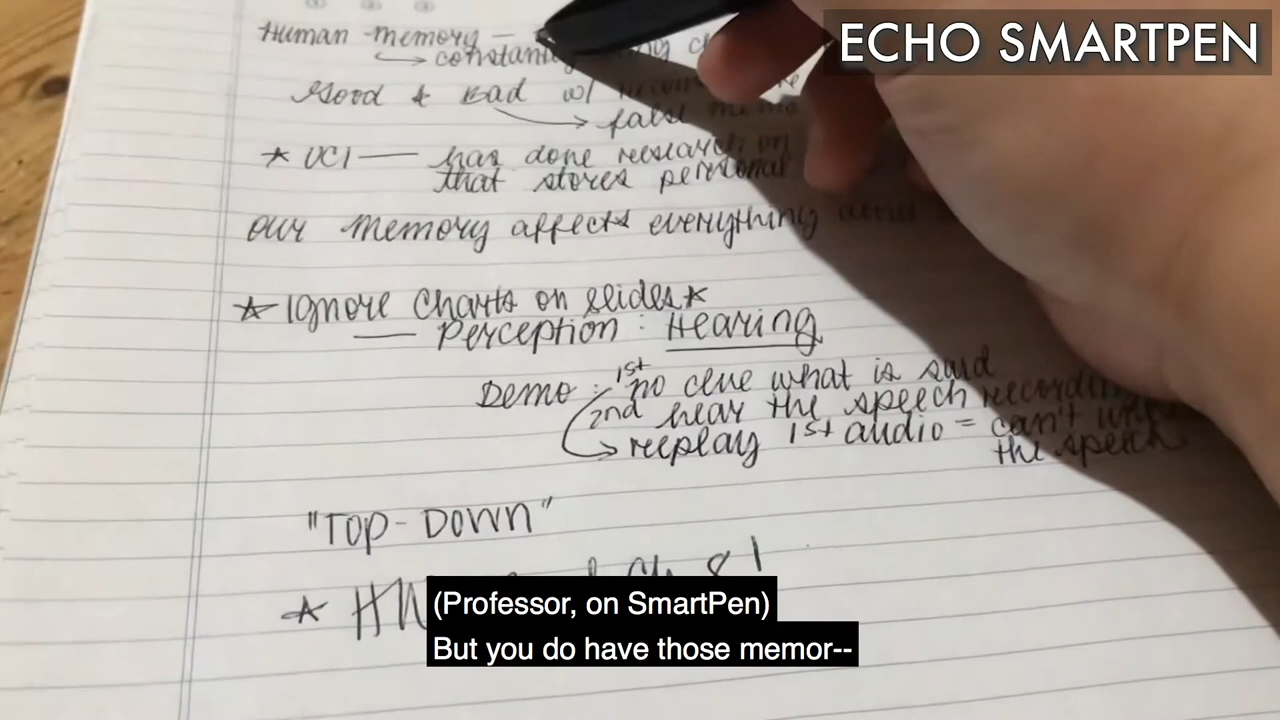 ECHO SMARTPEN
Human memory —
→ constantly
Good & Bad w/
→ false
★ UCI — has done research on
that stores personal
our memory affects everything
★ Ignore Charts on slides ★
— Perception : Hearing
Demo : 1st no clue what is said
2nd hear the speech recording
→ replay 1st audio = can't
the speech
"TOP-DOWN"
★ HW
(Professor, on SmartPen)
But you do have those memor--